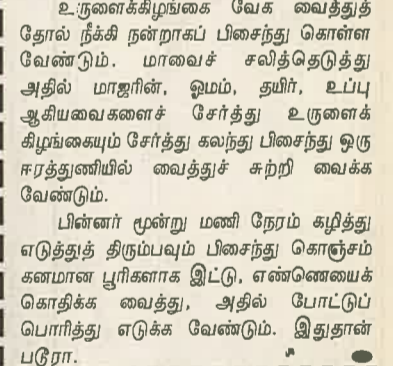 உருளைக்கிழங்கை வேக வைத்துத்
தோல் நீக்கி நன்றாகப் பிசைந்து கொள்ள
வேண்டும். மாவைச் சலித்தெடுத்து
அதில் மாஜரின், ஓமம், தயிர், உப்பு
ஆகியவைகளைச் சேர்த்து உருளைக்
கிழங்கையும் சேர்த்து கலந்து பிசைந்து ஒரு
ஈரத்துணியில் வைத்துச் சுற்றி வைக்க
வேண்டும்.
பின்னர் மூன்று மணி நேரம் கழித்து
எடுத்துத் திரும்பவும் பிசைந்து கொஞ்சம்
கனமான பூரிகளாக இட்டு, எண்ணெயைக்
கொதிக்க வைத்து, அதில் போட்டுப்
பொரித்து எடுக்க வேண்டும். இதுதான்
படூரா.